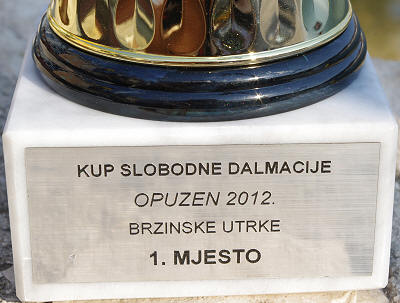 KUP SLOBODNE DALMACIJE
OPUZEN 2012.
BRZINSKE UTRKE
1. MJESTO